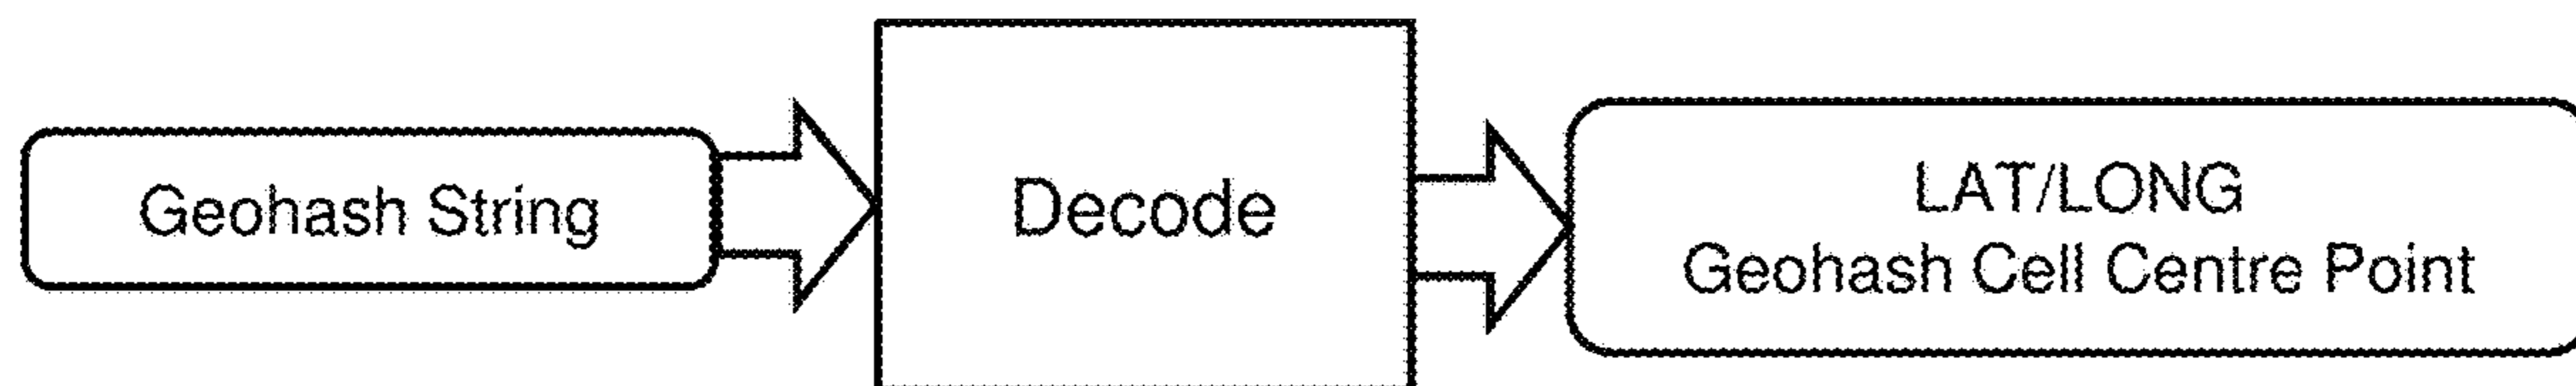 Geohash String
Decode
LAT/LONG
Geohash Cell Centre Point